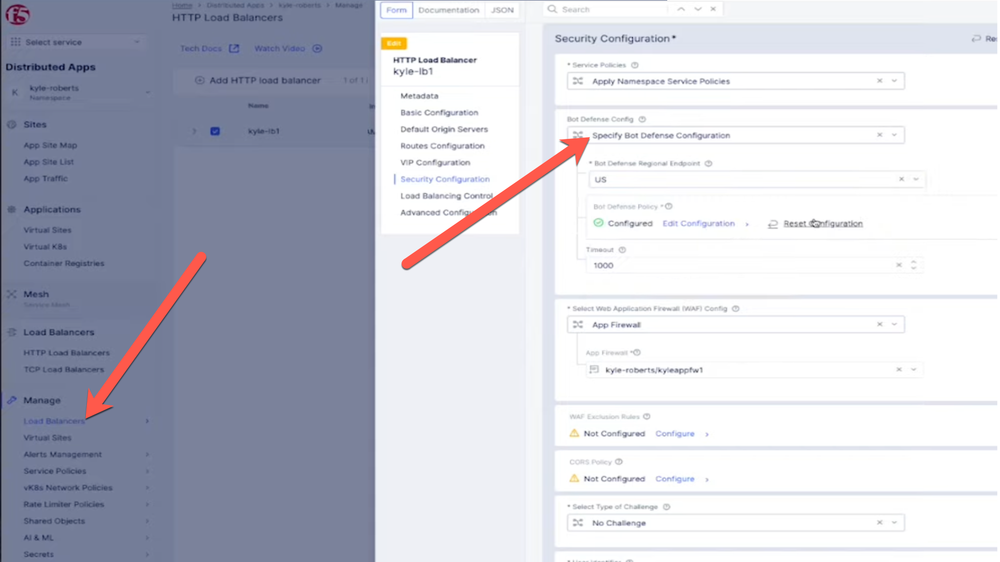 f5
Select service
Distributed Apps
K
kyle-roberts
Namespace
Sites
App Site Map
App Site List
App Traffic
Applications
Virtual Sites
Virtual K8s
Container Registries
Mesh
Service Mesh
Load Balancers
HTTP Load Balancers
TCP Load Balancers
Manage
Load Balancers
Virtual Sites
Alerts Management
Service Policies
vK8s Network Policies
Rate Limiter Policies
Shared Objects
AI & ML
Secrets
Home > Distributed Apps > kyle-roberts > Manage
HTTP Load Balancers
Tech Docs Watch Video
Add HTTP load balancer 1 of 1 i
Name
kyle-lb1
Form Documentation JSON
Search
Edit
HTTP Load Balancer
kyle-lb1
Metadata
Basic Configuration
Default Origin Servers
Routes Configuration
VIP Configuration
Security Configuration
Load Balancing Control
Advanced Configuration
Security Configuration*
* Service Policies
Apply Namespace Service Policies
Bot Defense Config
Specify Bot Defense Configuration
* Bot Defense Regional Endpoint
US
Bot Defense Policy *
Configured Edit Configuration > Reset Configuration
Timeout
1000
* Select Web Application Firewall (WAF) Config
App Firewall
App Firewall *
kyle-roberts/kyleappfw1
WAF Exclusion Rules
Not Configured Configure >
CORS Policy
Not Configured Configure >
* Select Type of Challenge
No Challenge
* User Identifier